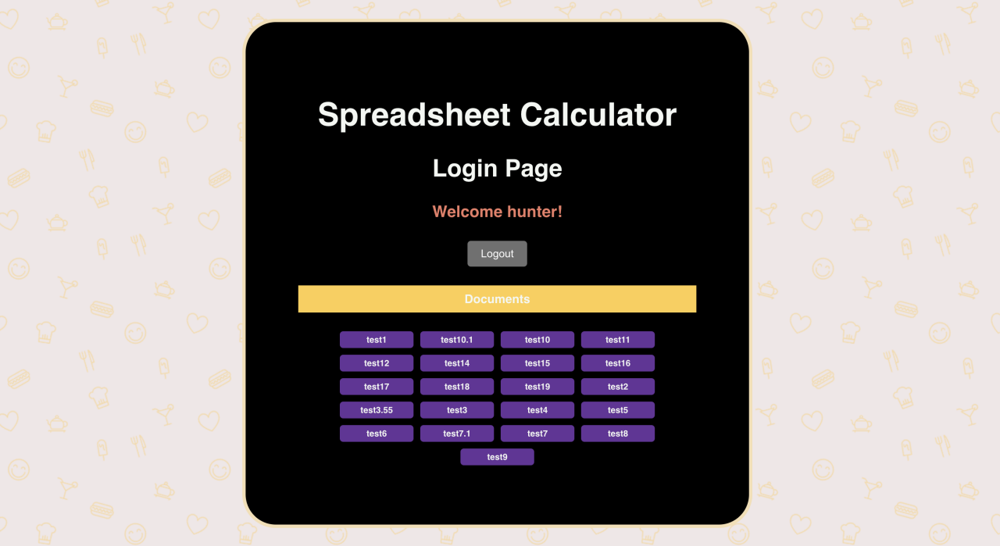 Spreadsheet Calculator
Login Page
Welcome hunter!
Logout
Documents
test1 test10.1 test10 test11
test12 test14 test15 test16
test17 test18 test19 test2
test3.55 test3 test4 test5
test6 test7.1 test7 test8
test9